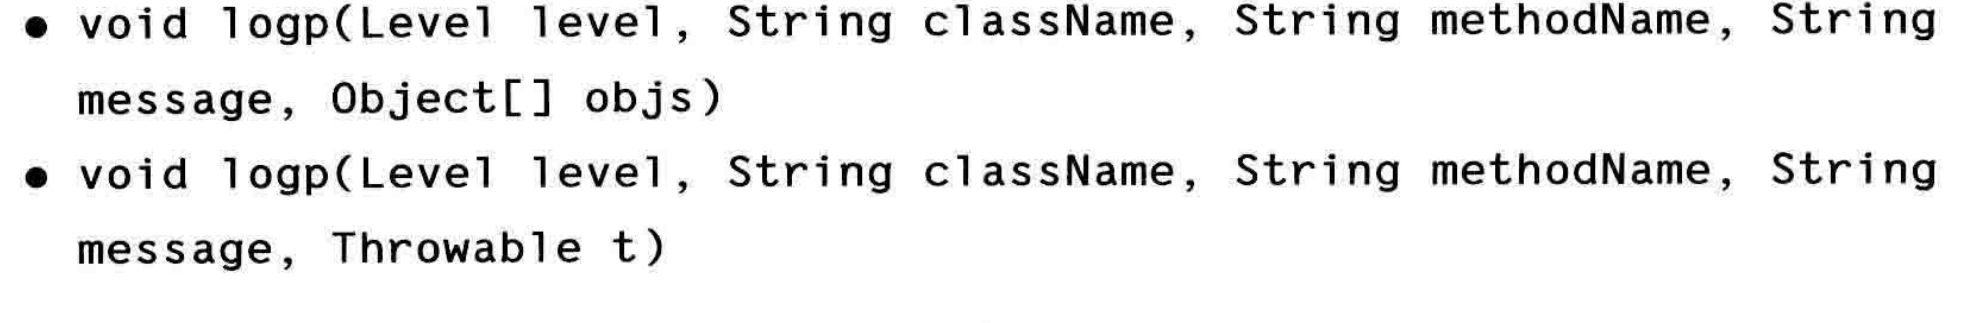 ● void logp(Level level, String className, String methodName, String
message, Object[] objs)
● void logp(Level level, String className, String methodName, String
message, Throwable t)